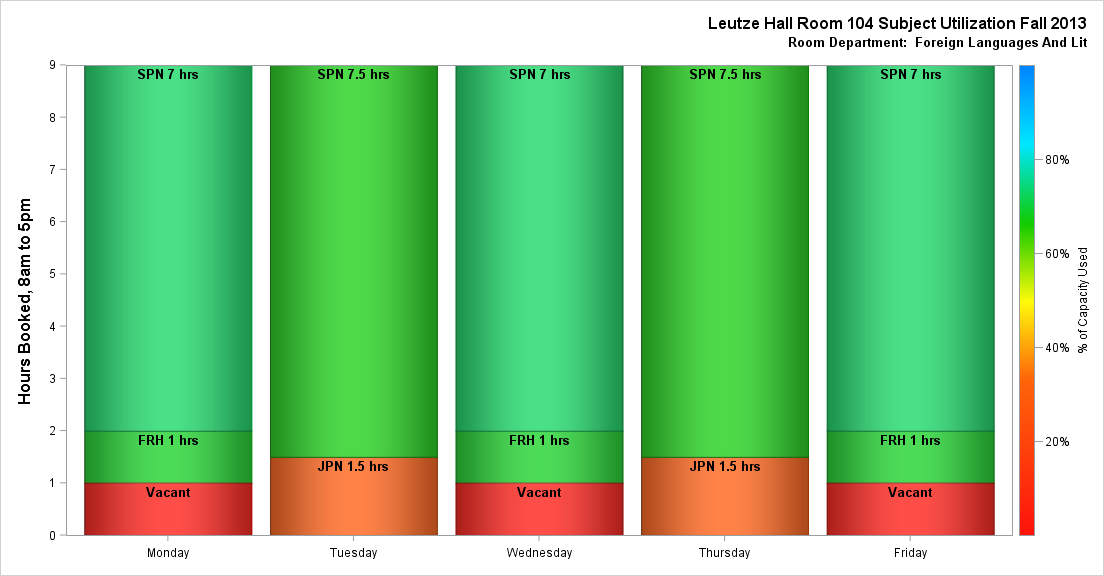 Leutze Hall Room 104 Subject Utilization Fall 2013
Room Department:  Foreign Languages And Lit
Hours Booked, 8am to 5pm
9
8
7
6
5
4
3
2
1
0
SPN 7 hrs
FRH 1 hrs
Vacant
SPN 7.5 hrs
JPN 1.5 hrs
SPN 7 hrs
FRH 1 hrs
Vacant
SPN 7.5 hrs
JPN 1.5 hrs
SPN 7 hrs
FRH 1 hrs
Vacant
Monday
Tuesday
Wednesday
Thursday
Friday
80%
60%
40%
20%
% of Capacity Used